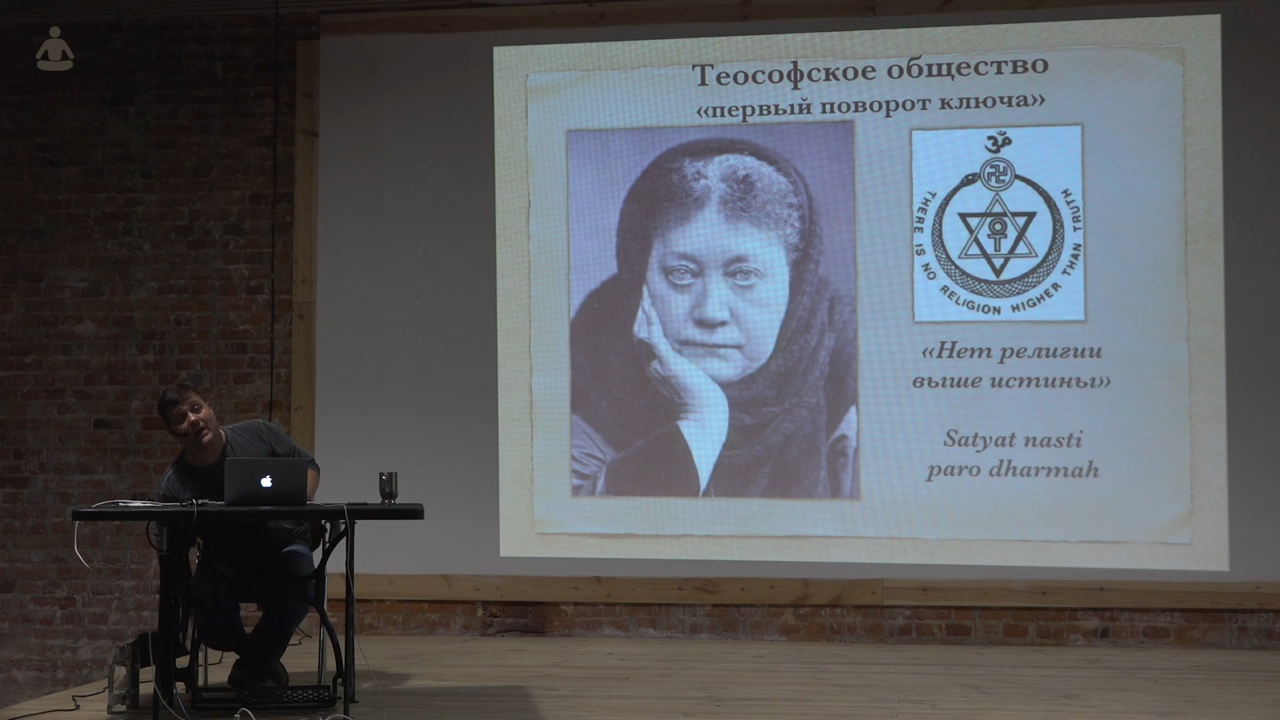 Теософское общество
«первый поворот ключа»
THERE IS NO RELIGION HIGHER THAN TRUTH
«Нет религии
выше истины»
Satyat nasti
paro dharmah